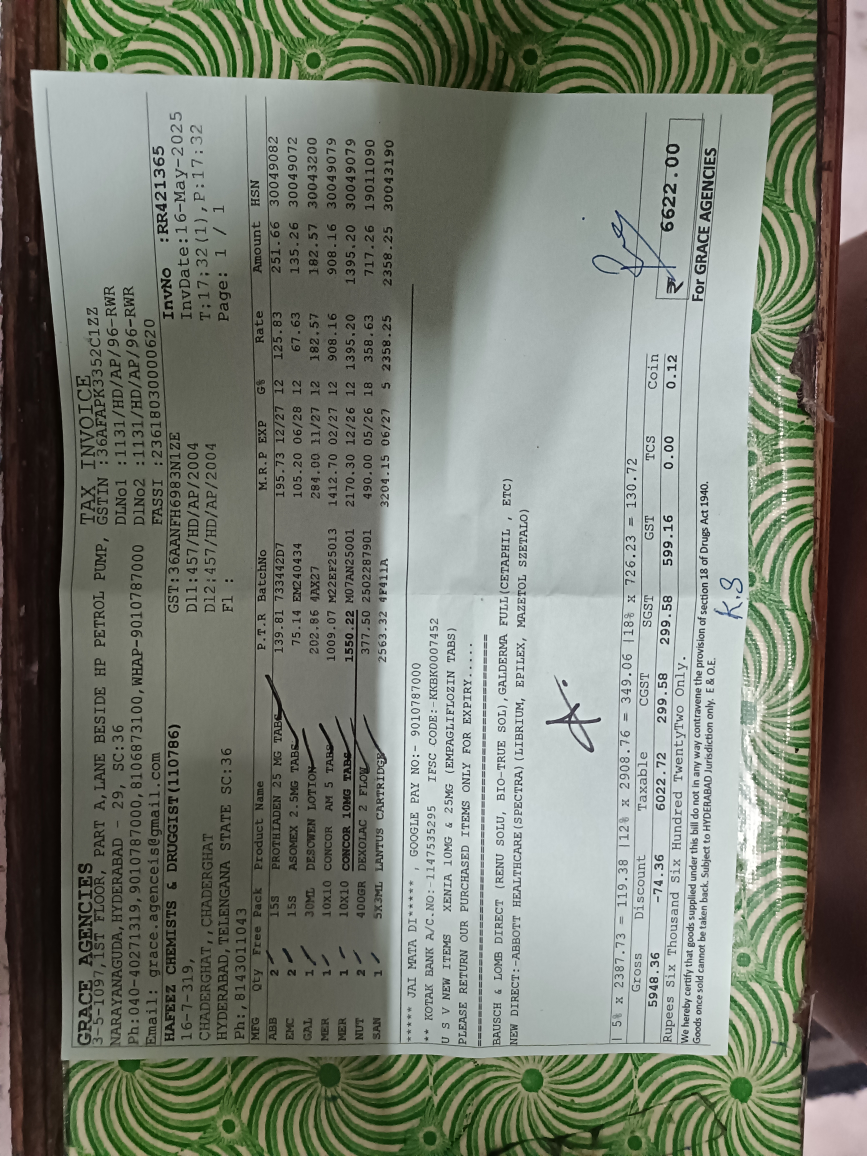 GRACE AGENCIES
3-5-1097,1ST FLOOR, PART A,LANE BESIDE HP PETROL PUMP,
NARAYANAGUDA,HYDERABAD - 29, SC:36
Ph:040-40271319,9010787000,8106873100,WHAP-9010787000
Email: grace.agenceis@gmail.com
TAX INVOICE
GSTIN :36AFAPK3352C1ZZ
DLNo1 :1131/HD/AP/96-RWR
DlNo2 :1131/HD/AP/96-RWR
FASSI :23618030000620
HAFEEZ CHEMISTS & DRUGGIST(110786)
16-7-319,
CHADERGHAT,CHADERGHAT
HYDERABAD,TELENGANA STATE SC:36
Ph:,8143011043
GST:36AANFH6983N1ZE
Dl1:457/HD/AP/2004
Dl2:457/HD/AP/2004
Fl :
InvNo :RR421365
InvDate:16-May-2025
T:17:32(1),P:17:32
Page: 1 / 1
MFG Qty Free Pack Product Name P.T.R BatchNo M.R.P EXP G% Rate Amount HSN
ABB 2 15S PROTHIADEN 25 MG TABS 139.81 733442D7 195.73 12/27 12 125.83 251.66 30049082
EMC 2 15S ASOMEX 2.5MG TABS 75.14 EM240434 105.20 06/28 12 67.63 135.26 30049072
GAL 1 30ML DESOWEN LOTION 202.86 4AX27 284.00 11/27 12 182.57 182.57 30043200
MER 1 10X10 CONCOR AM 5 TABS 1009.07 M22EF25013 1412.70 02/27 12 908.16 908.16 30049079
MER 1 10X10 CONCOR 10MG TABS 1550.22 M07AN25001 2170.30 12/26 12 1395.20 1395.20 30049079
NUT 2 400GR DEXOLAC 2 FLOW 377.50 2502287901 490.00 05/26 18 358.63 717.26 19011090
SAN 1 5X3ML LANTUS CARTRIDGE 2563.32 4F411A 3204.15 06/27 5 2358.25 2358.25 30043190
***** JAI MATA DI***** , GOOGLE PAY NO:- 9010787000
** KOTAK BANK A/C.NO:-1147535295 IFSC CODE:-KKBK0007452
U S V NEW ITEMS XENIA 10MG & 25MG (EMPAGLIFLOZIN TABS)
PLEASE RETURN OUR PURCHASED ITEMS ONLY FOR EXPIRY.....
BAUSCH & LOMB DIRECT (RENU SOLU, BIO-TRUE SOL),GALDERMA FULL(CETAPHIL , ETC)
NEW DIRECT:-ABBOTT HEALTHCARE(SPECTRA)(LIBRIUM, EPILEX, MAZETOL SZETALO)
| 5% x 2387.73 = 119.38 |12% x 2908.76 = 349.06 |18% x 726.23 = 130.72
Gross Discount Taxable CGST SGST GST TCS Coin
5948.36 -74.36 6022.72 299.58 299.58 599.16 0.00 0.12 ₹ 6622.00
Rupees Six Thousand Six Hundred TwentyTwo Only.
We hereby certify that goods supplied under this bill do not in any way contravene the provision of section 18 of Drugs Act 1940.
Goods once sold cannot be taken back. Subject to HYDERABAD Jurisdiction only. E & O.E.
For GRACE AGENCIES
K.S